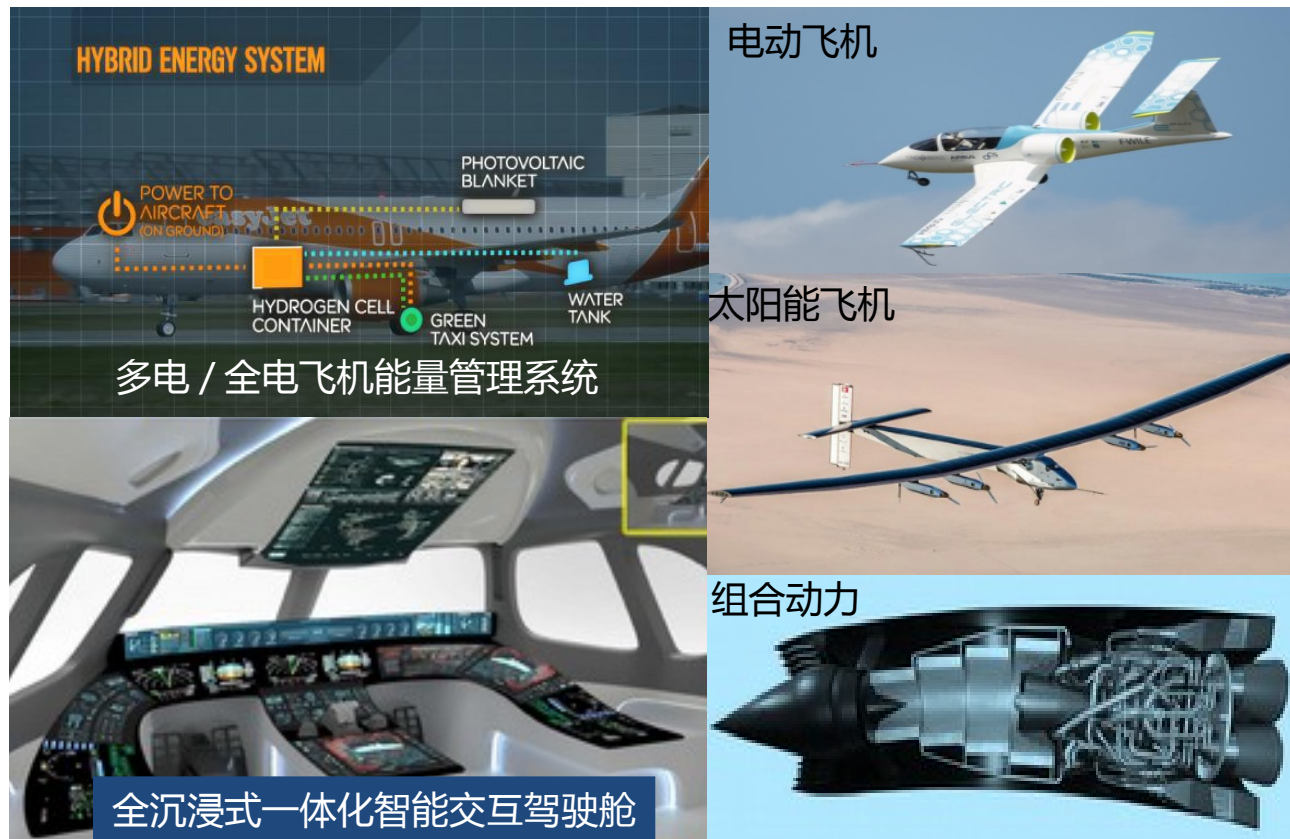 HYBRID ENERGY SYSTEM
PHOTOVOLTAIC
BLANKET
POWER TO
AIRCRAFT
(ON GROUND)
easyJet
HYDROGEN CELL
CONTAINER
GREEN
TAXI SYSTEM
WATER
TANK
多电 / 全电飞机能量管理系统
电动飞机
ELECTRIC
太阳能飞机
组合动力
全沉浸式一体化智能交互驾驶舱